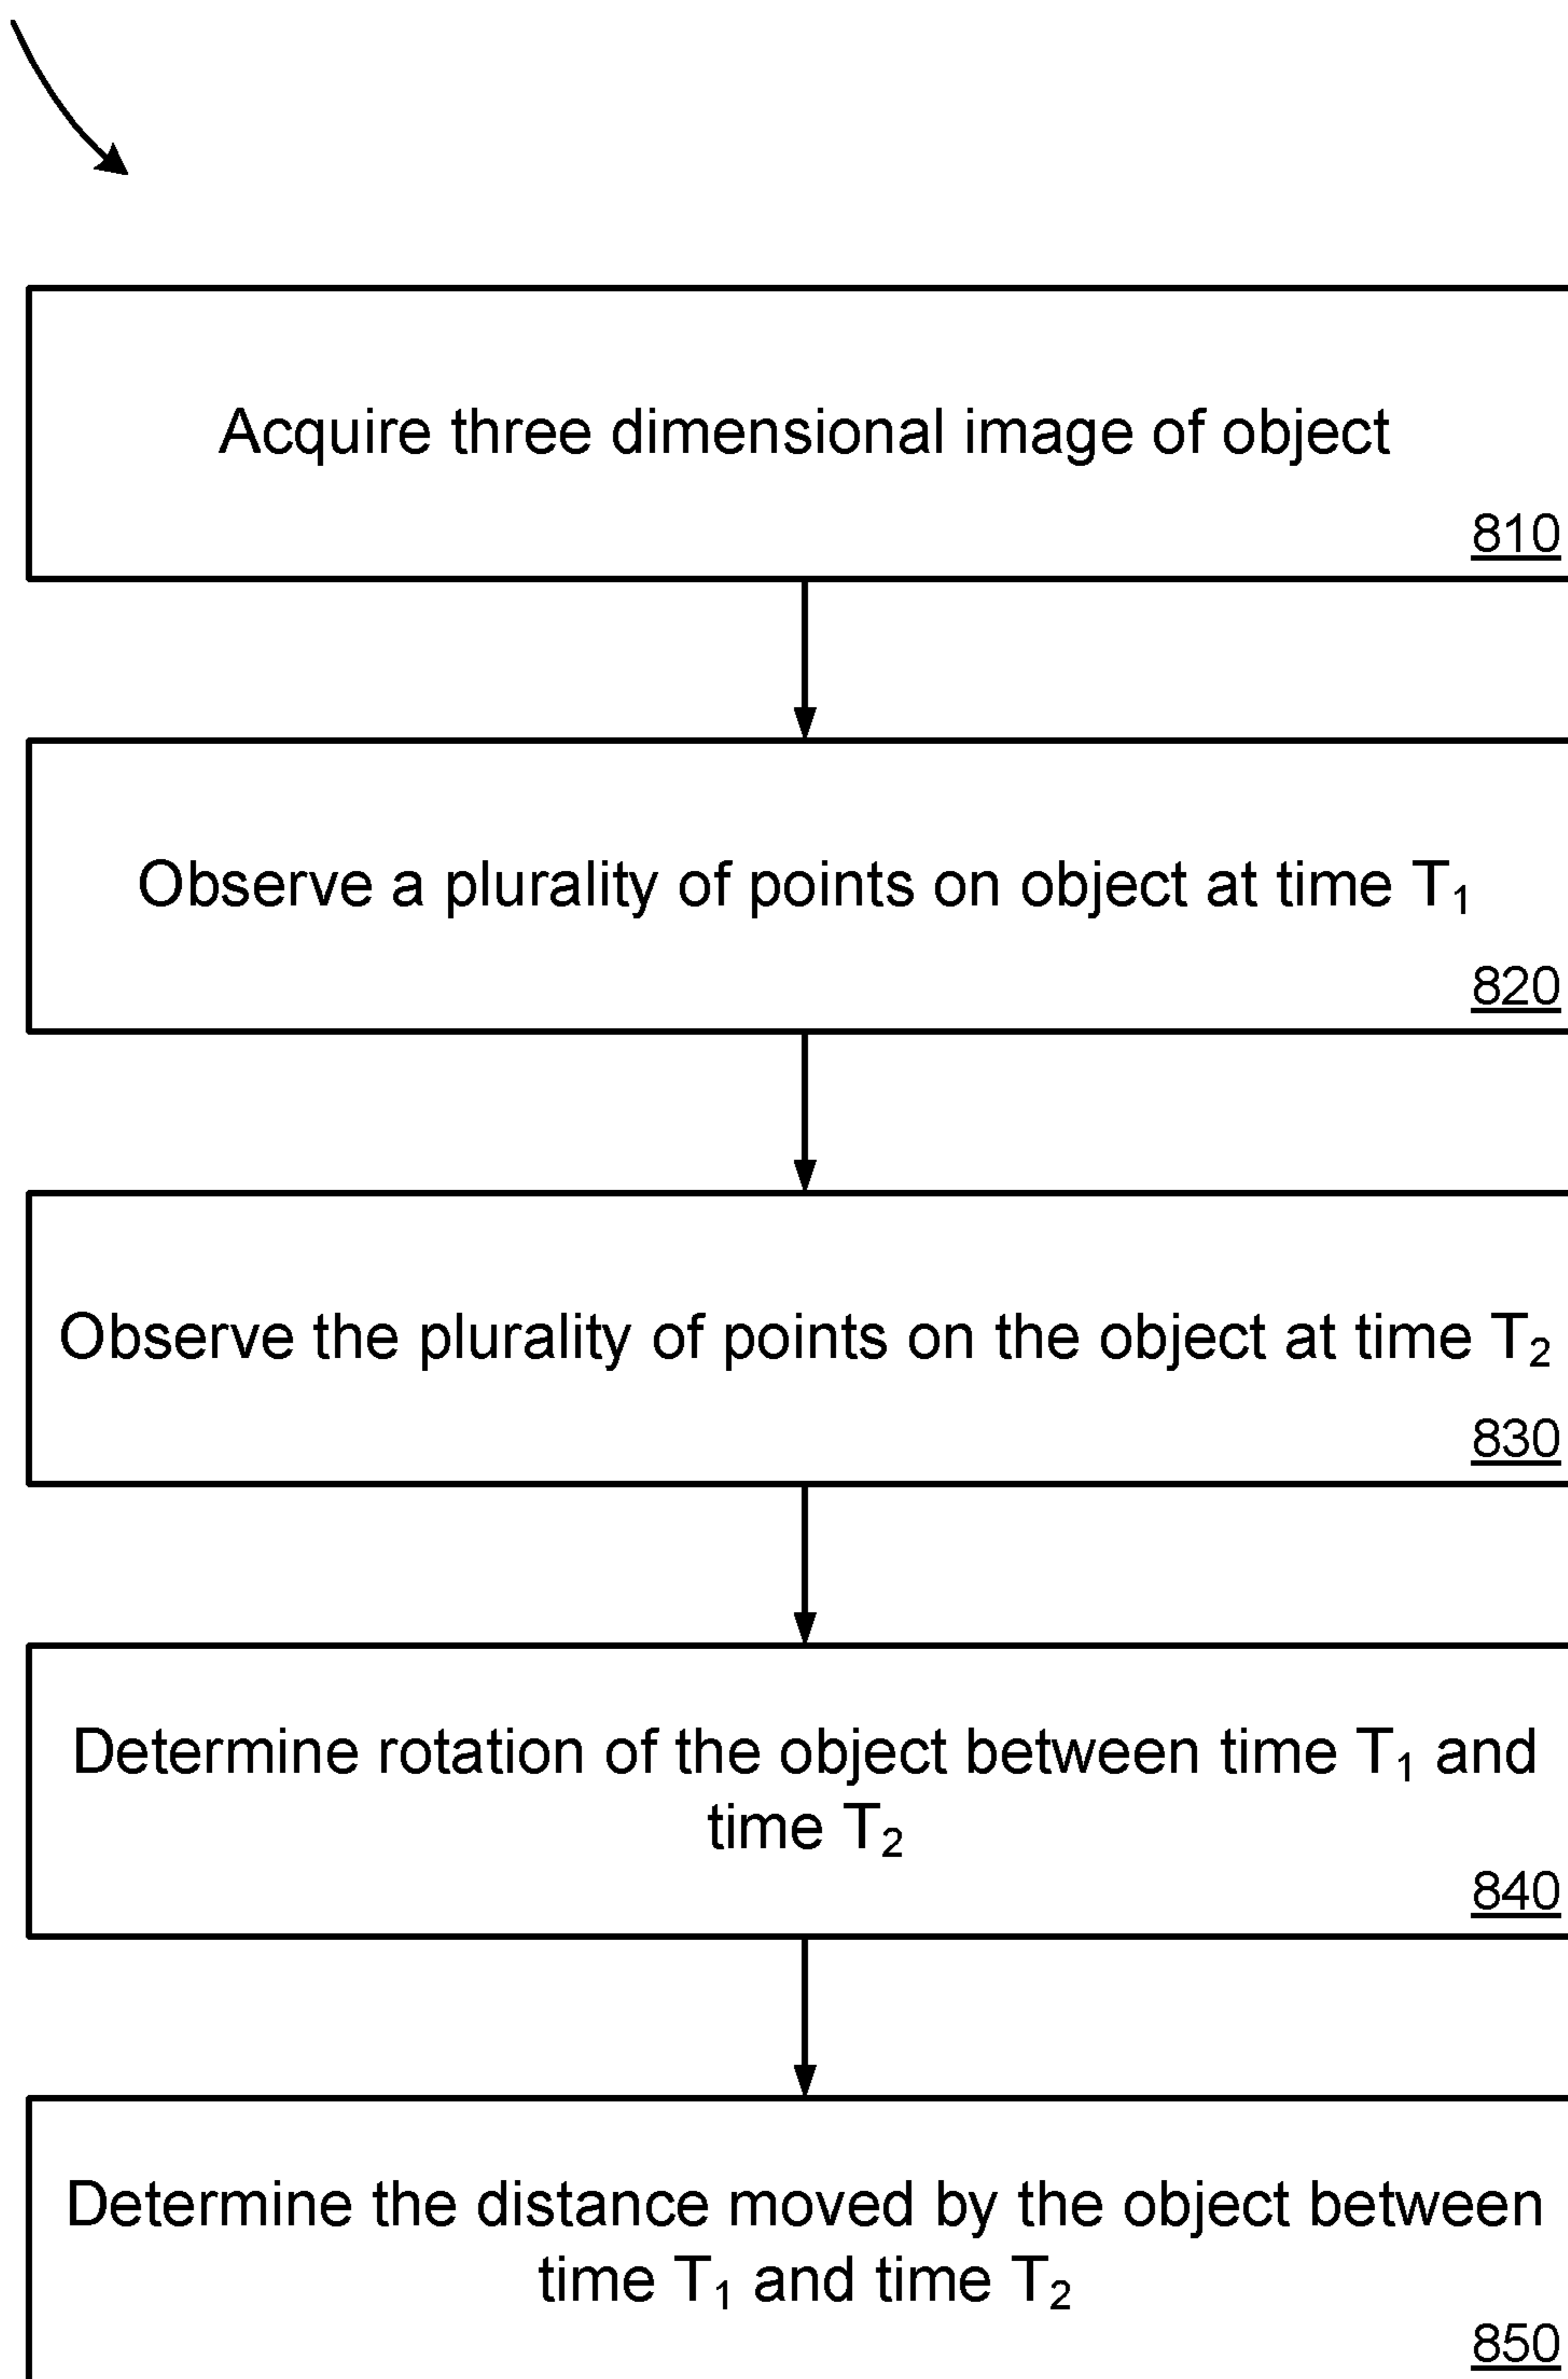 Acquire three dimensional image of object
810
Observe a plurality of points on object at time T₁
820
Observe the plurality of points on the object at time T₂
830
Determine rotation of the object between time T₁ and
time T₂
840
Determine the distance moved by the object between
time T₁ and time T₂
850